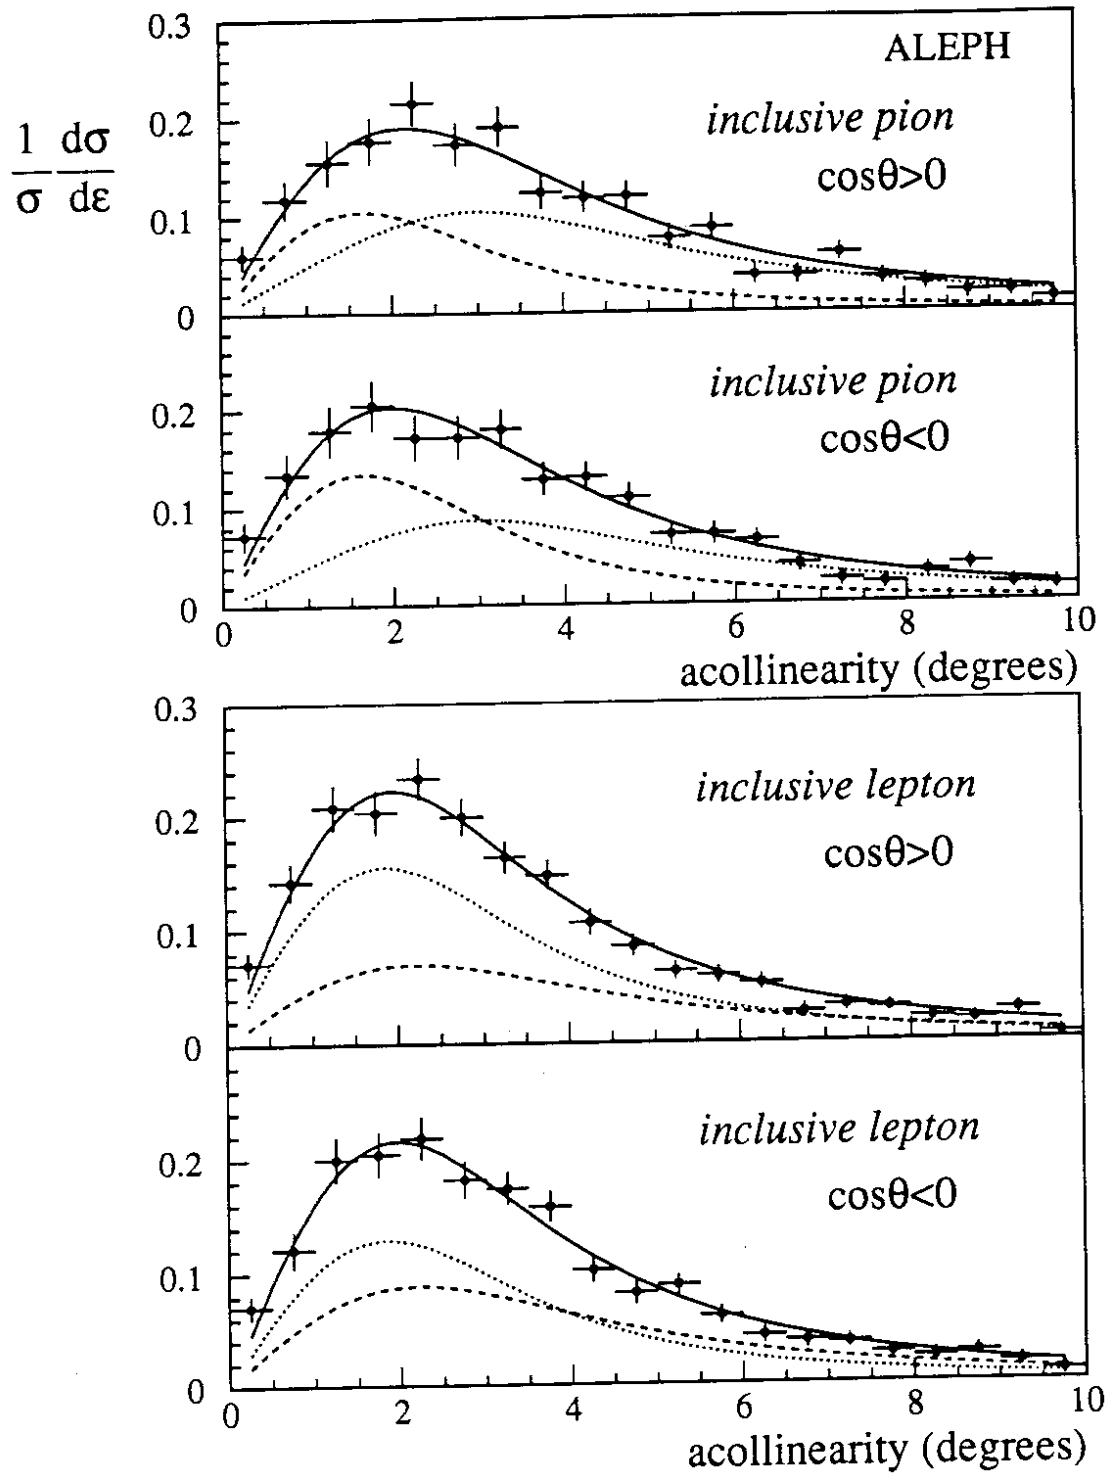 0.3
ALEPH
inclusive pion
cosθ>0
0.2
1 dσ
σ dε
0.1
0
inclusive pion
cosθ<0
0.2
0.1
0
0 2 4 6 8 10
acollinearity (degrees)
0.3
inclusive lepton
cosθ>0
0.2
0.1
0
inclusive lepton
cosθ<0
0.2
0.1
0
0 2 4 6 8 10
acollinearity (degrees)